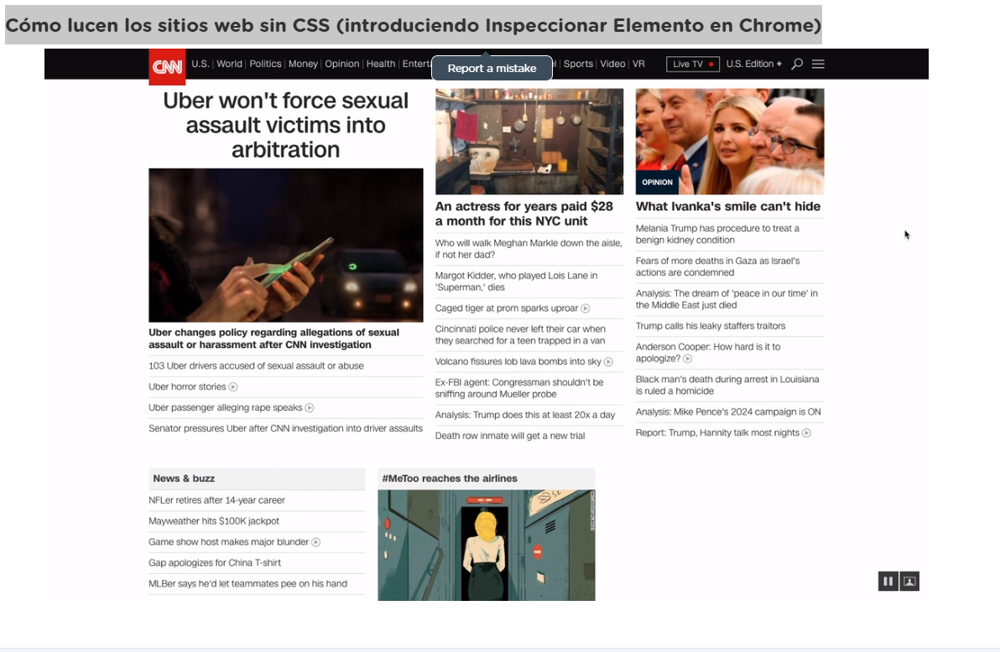 Cómo lucen los sitios web sin CSS (introduciendo Inspeccionar Elemento en Chrome)
CNN
U.S. | World | Politics | Money | Opinion | Health | Enterta
Report a mistake
l | Sports | Video | VR
Live TV
U.S. Edition +
Uber won't force sexual
assault victims into
arbitration
Uber changes policy regarding allegations of sexual
assault or harassment after CNN investigation
103 Uber drivers accused of sexual assault or abuse
Uber horror stories
Uber passenger alleging rape speaks
Senator pressures Uber after CNN investigation into driver assaults
An actress for years paid $28
a month for this NYC unit
Who will walk Meghan Markle down the aisle,
if not her dad?
Margot Kidder, who played Lois Lane in
'Superman,' dies
Caged tiger at prom sparks uproar
Cincinnati police never left their car when
they searched for a teen trapped in a van
Volcano fissures lob lava bombs into sky
Ex-FBI agent: Congressman shouldn't be
sniffing around Mueller probe
Analysis: Trump does this at least 20x a day
Death row inmate will get a new trial
OPINION
What Ivanka's smile can't hide
Melania Trump has procedure to treat a
benign kidney condition
Fears of more deaths in Gaza as Israel's
actions are condemned
Analysis: The dream of 'peace in our time' in
the Middle East just died
Trump calls his leaky staffers traitors
Anderson Cooper: How hard is it to
apologize?
Black man's death during arrest in Louisiana
is ruled a homicide
Analysis: Mike Pence's 2024 campaign is ON
Report: Trump, Hannity talk most nights
News & buzz
NFLer retires after 14-year career
Mayweather hits $100K jackpot
Game show host makes major blunder
Gap apologizes for China T-shirt
MLBer says he'd let teammates pee on his hand
#MeToo reaches the airlines